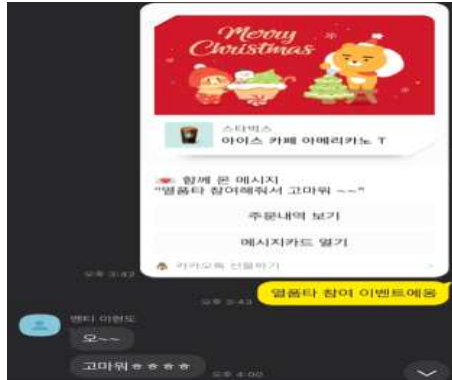 Merry
Christmas
스타벅스
아이스 카페 아메리카노 T
💌 함께 온 메시지
"열품타 참여해줘서 고마워 ~~"
주문내역 보기
메시지카드 열기
카카오톡 선물하기
오후 3:42
열품타 참여 이벤트에옹
오후 3:43
멘티 이현도
오~~
고마워ㅎㅎㅎㅎ
오후 4:00